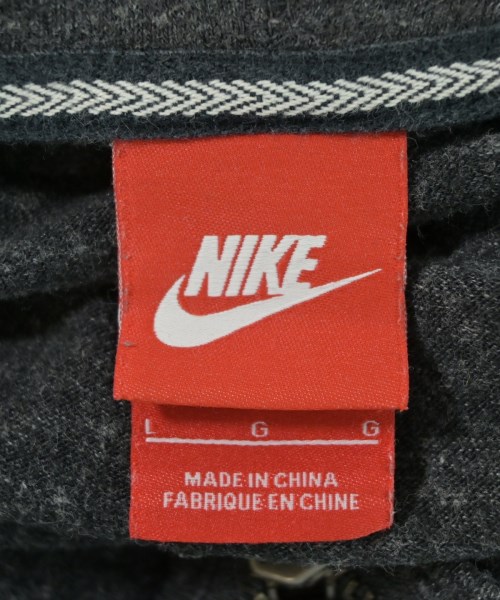 NIKE
L G G
MADE IN CHINA
FABRIQUE EN CHINE